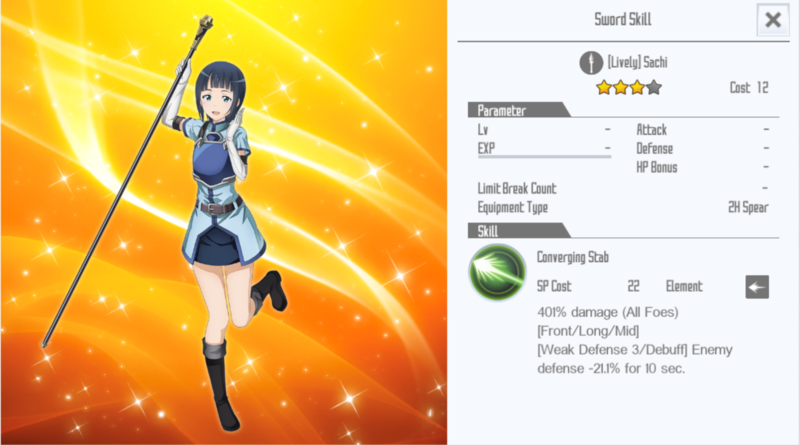 Sword Skill
[Lively] Sachi
Cost 12
Parameter
Lv - Attack -
EXP - Defense -
HP Bonus -
Limit Break Count -
Equipment Type 2H Spear
Skill
Converging Stab
SP Cost 22 Element
401% damage (All Foes)
[Front/Long/Mid]
[Weak Defense 3/Debuff] Enemy
defense -21.1% for 10 sec.